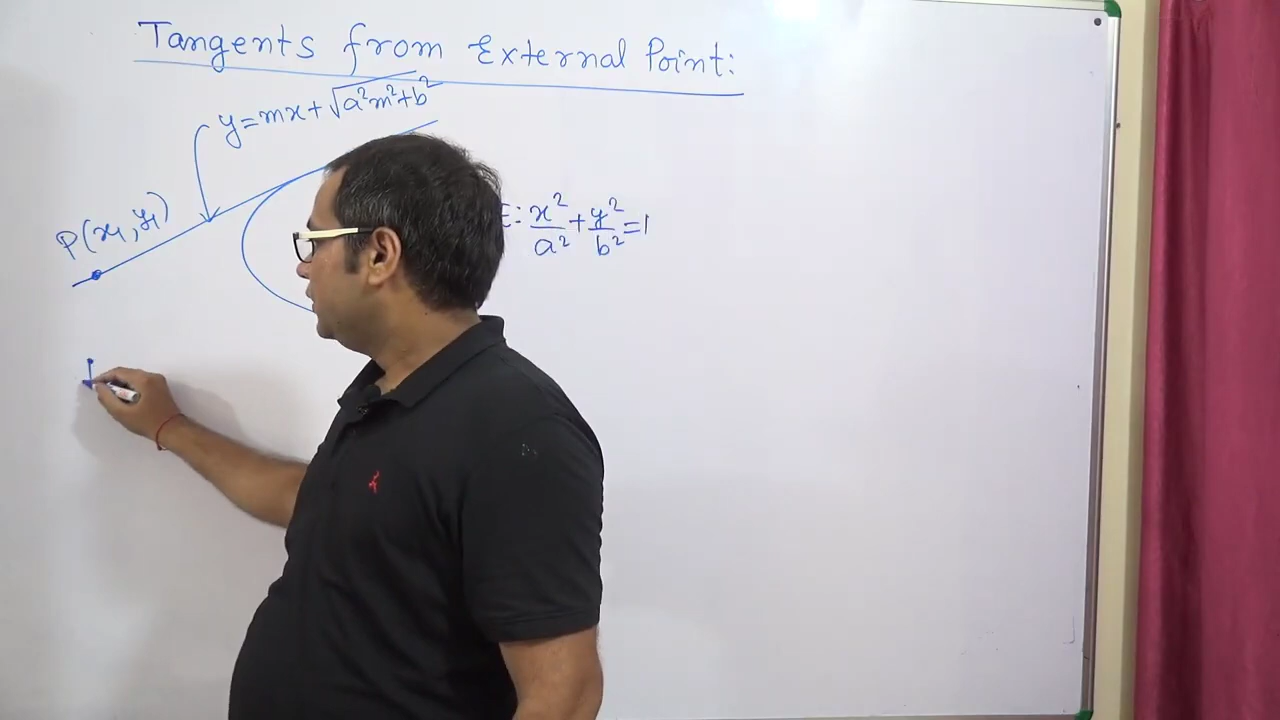 Tangents from External Point:
y=mx+√a²m²+b²
P(x₁,y₁)
E: x²/a²+y²/b²=1